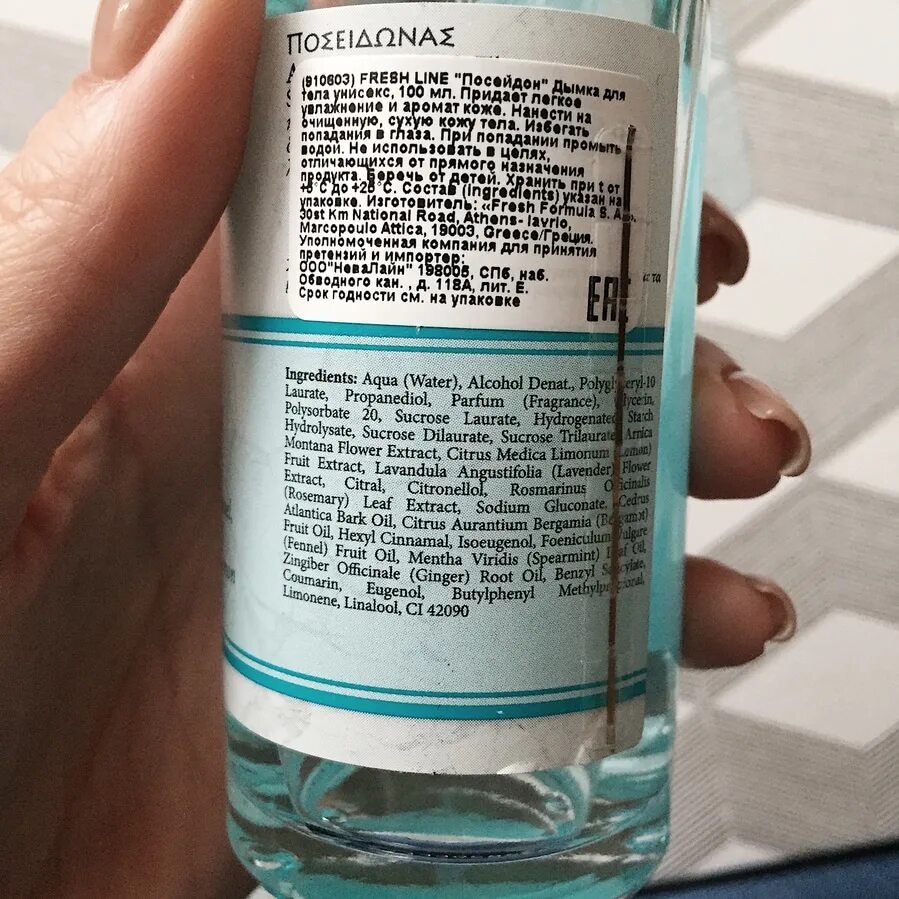 ΠΟΣΕΙΔΩΝΑΣ
(910603) FRESH LINE "Посейдон" Дымка для
тела унисекс, 100 мл. Придает легкое
увлажнение и аромат коже. Нанести на
очищенную, сухую кожу тела. Избегать
попадания в глаза. При попадании промыть
водой. Не использовать в целях,
отличающихся от прямого назначения
продукта. Беречь от детей. Хранить при t от
+5°C до +25°C. Состав (Ingredients) указан на
упаковке. Изготовитель: «Fresh Formula S. A.»,
30st Km National Road, Athens- lavrio,
Marcopoulo Attica, 19003, Greece/Греция.
Уполномоченная компания для принятия
претензий и импортер:
ООО"НеваЛайн" 198005, СПб, наб.
Обводного кан. , д. 118А, лит. Е.
Срок годности см. на упаковке
EAC
τα
Ingredients: Aqua (Water), Alcohol Denat., Polyglyceryl-10
Laurate, Propanediol, Parfum (Fragrance), Glycerin,
Polysorbate 20, Sucrose Laurate, Hydrogenated Starch
Hydrolysate, Sucrose Dilaurate, Sucrose Trilaurate, Arnica
Montana Flower Extract, Citrus Medica Limonum (Lemon)
Fruit Extract, Lavandula Angustifolia (Lavender) Flower
Extract, Citral, Citronellol, Rosmarinus Officinalis
(Rosemary) Leaf Extract, Sodium Gluconate, Cedrus
Atlantica Bark Oil, Citrus Aurantium Bergamia (Bergamot)
Fruit Oil, Hexyl Cinnamal, Isoeugenol, Foeniculum Vulgare
(Fennel) Fruit Oil, Mentha Viridis (Spearmint) Leaf Oil,
Zingiber Officinale (Ginger) Root Oil, Benzyl Salicylate,
Coumarin, Eugenol, Butylphenyl Methylpropional,
Limonene, Linalool, CI 42090